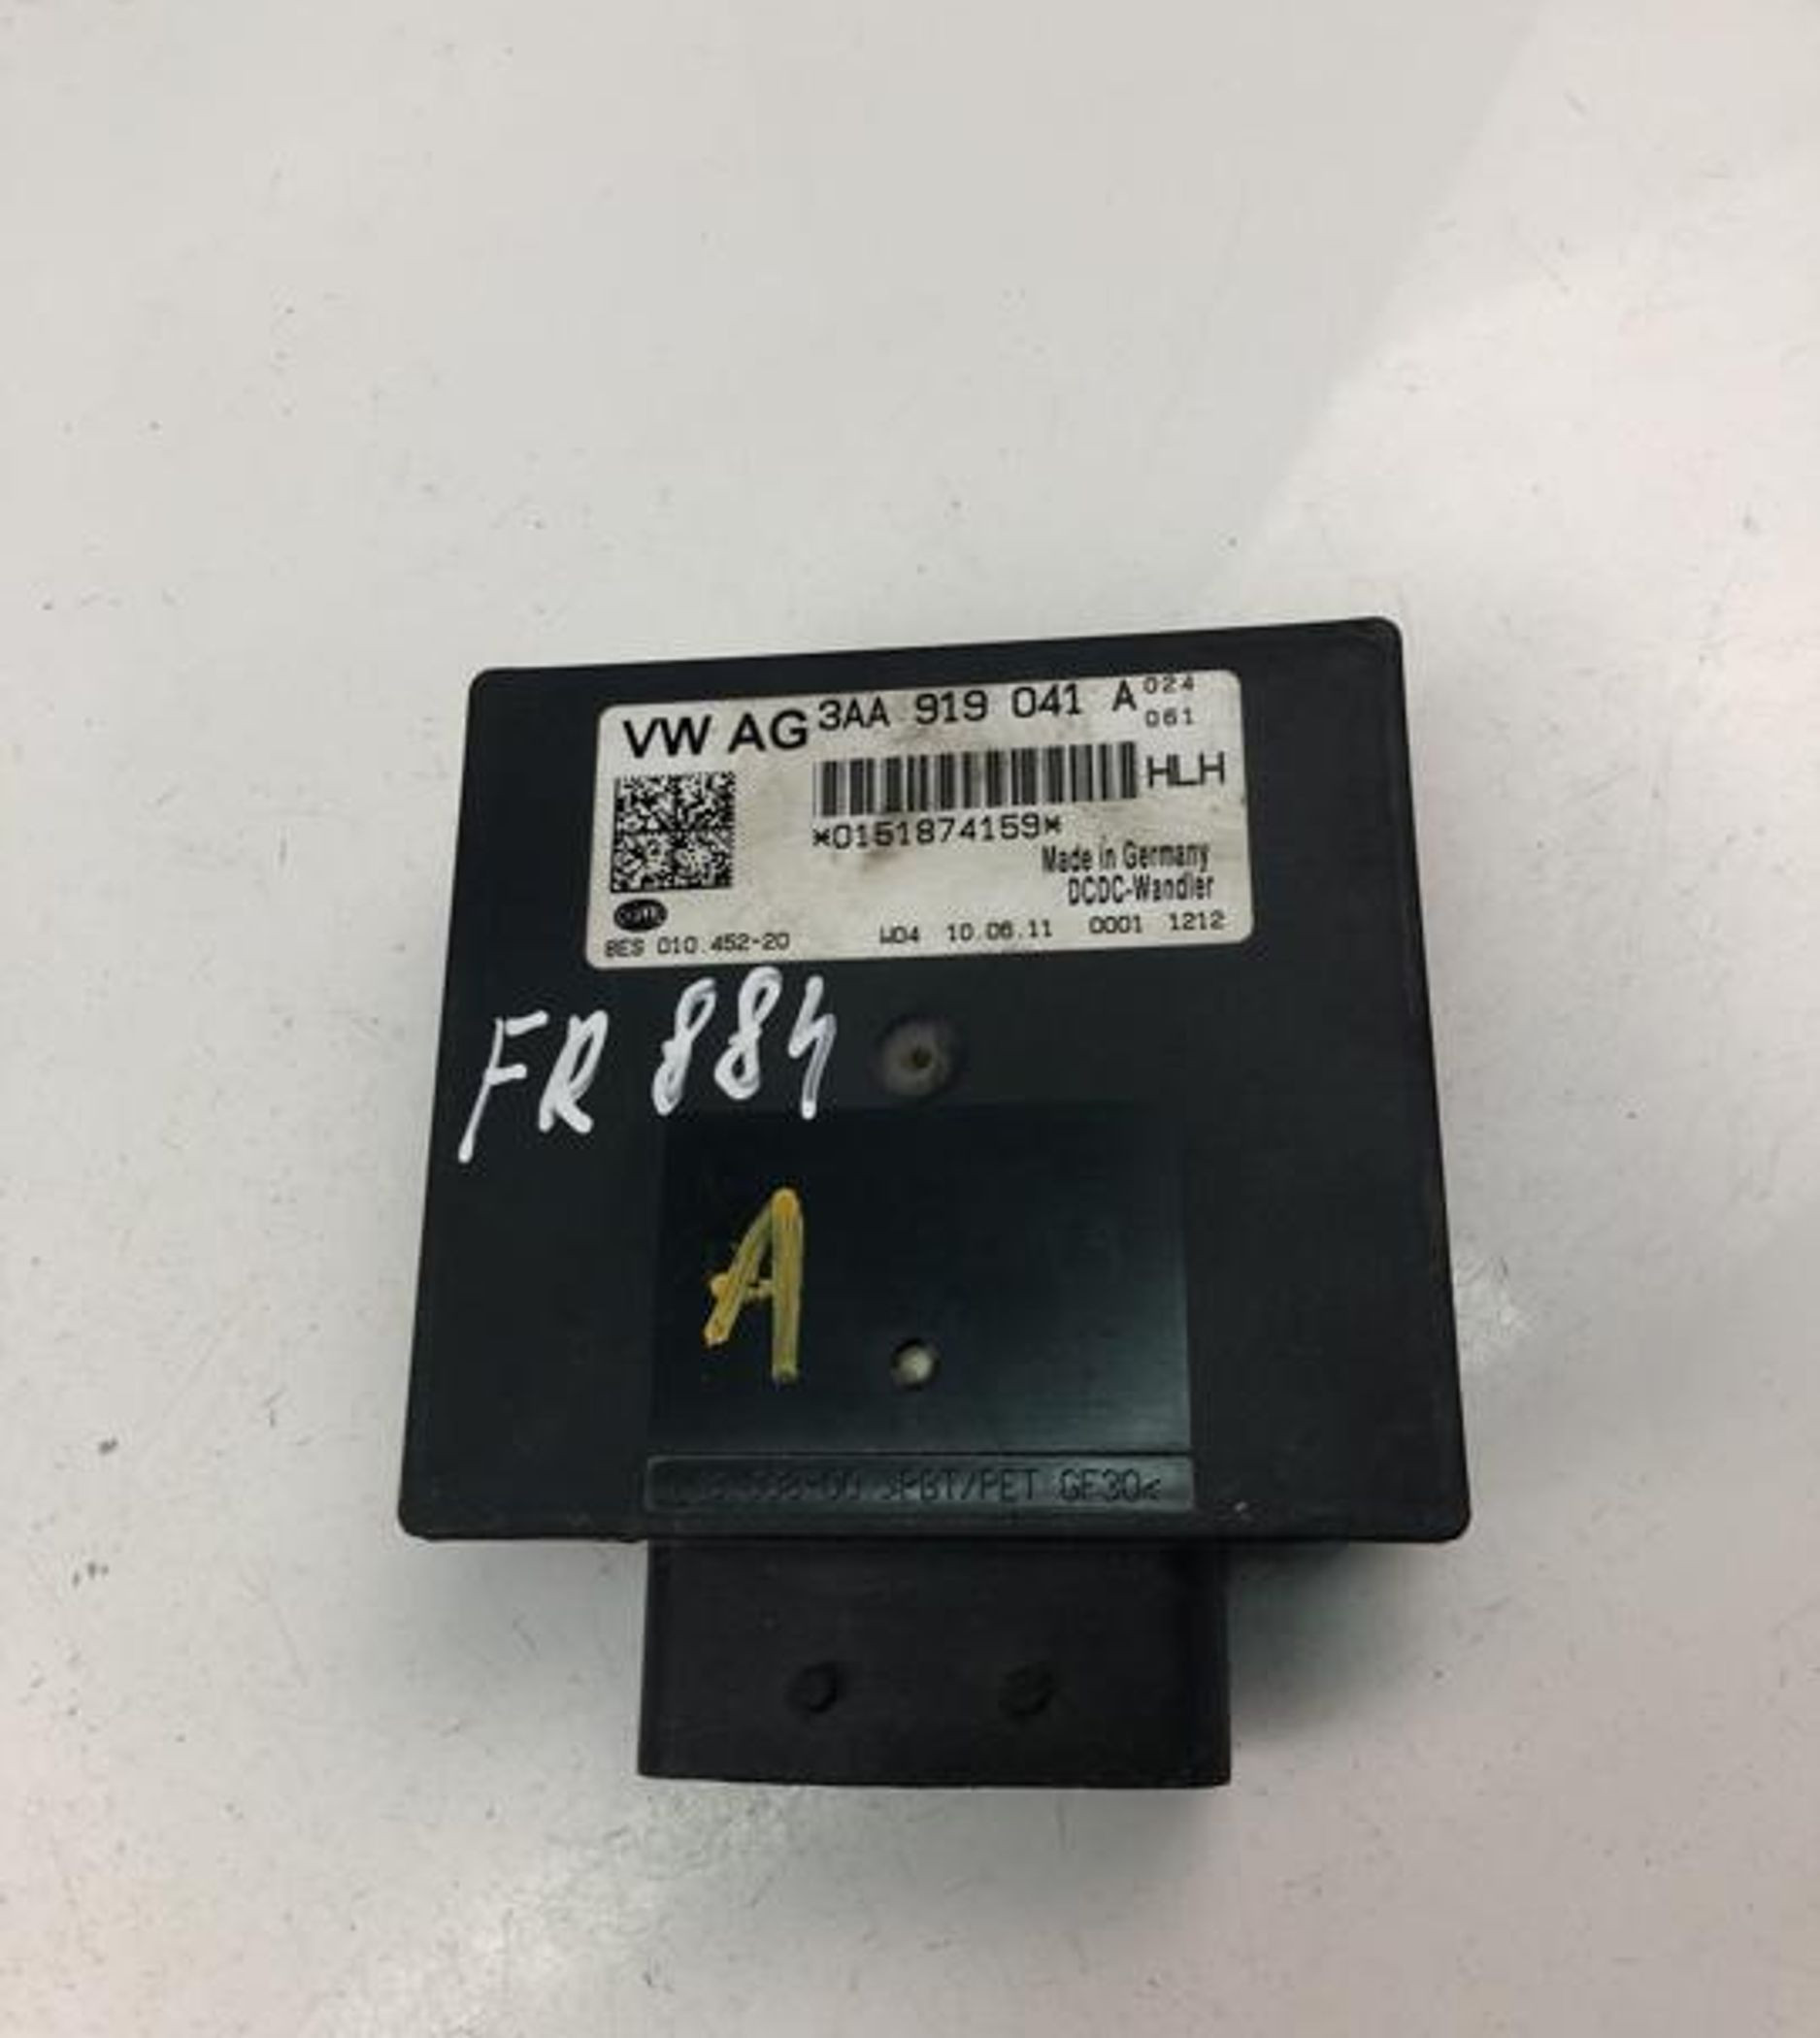 VW AG 3AA 919 041 A 024
061
HLH
*0151874159*
Made in Germany
DCDC-Wandler
8ES 010.452-20 W04 10.06.11 0001 1212
FR 884
A
>PBT/PET GF30<